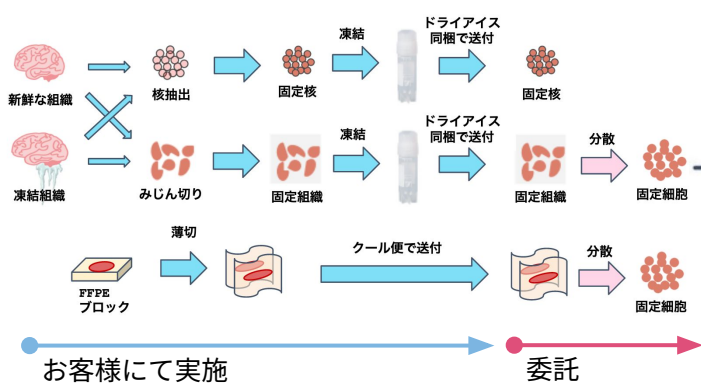 新鮮な組織
核抽出
固定核
凍結
ドライアイス
同梱で送付
固定核
凍結組織
みじん切り
固定組織
凍結
ドライアイス
同梱で送付
固定組織
分散
固定細胞
FFPE
ブロック
薄切
クール便で送付
分散
固定細胞
お客様にて実施
委託